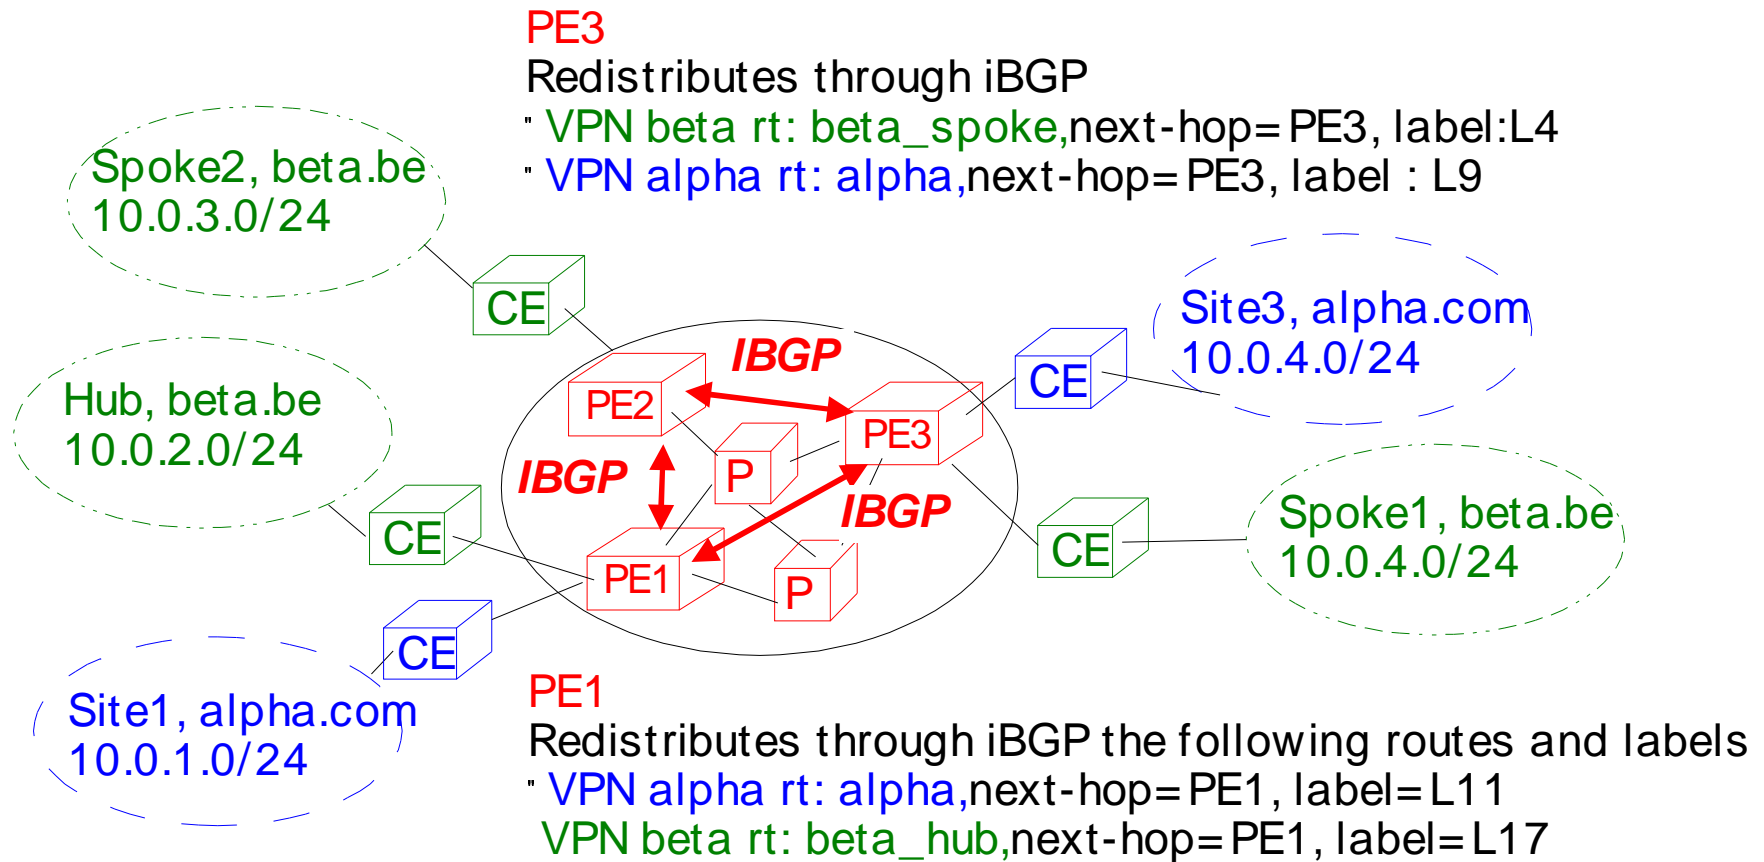 PE3
Redistributes through iBGP
" VPN beta rt: beta_spoke,next-hop=PE3, label:L4
" VPN alpha rt: alpha,next-hop=PE3, label : L9
Spoke2, beta.be
10.0.3.0/24
CE
Site3, alpha.com
10.0.4.0/24
CE
IBGP
PE2
PE3
Hub, beta.be
10.0.2.0/24
IBGP
P
IBGP
Spoke1, beta.be
10.0.4.0/24
CE
CE
PE1
P
CE
Site1, alpha.com
10.0.1.0/24
PE1
Redistributes through iBGP the following routes and labels
" VPN alpha rt: alpha,next-hop=PE1, label=L11
VPN beta rt: beta_hub,next-hop=PE1, label=L17